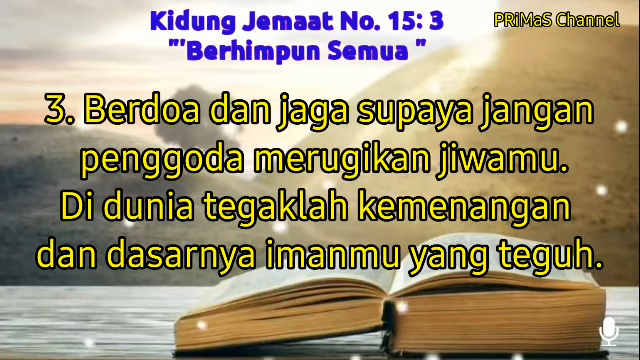 Kidung Jemaat No. 15: 3
PRiMaS Channel
"'Berhimpun Semua "
3. Berdoa dan jaga supaya jangan
penggoda merugikan jiwamu.
Di dunia tegaklah kemenangan
dan dasarnya imanmu yang teguh.